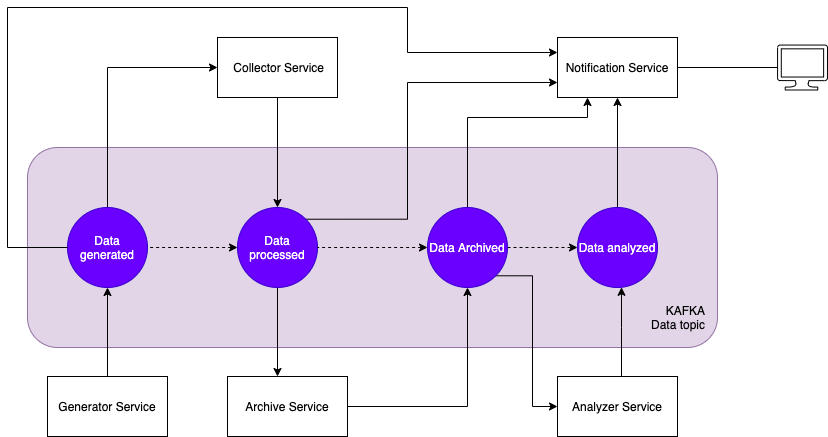 Collector Service
Notification Service
Data
generated
Data
processed
Data Archived
Data analyzed
KAFKA
Data topic
Generator Service
Archive Service
Analyzer Service